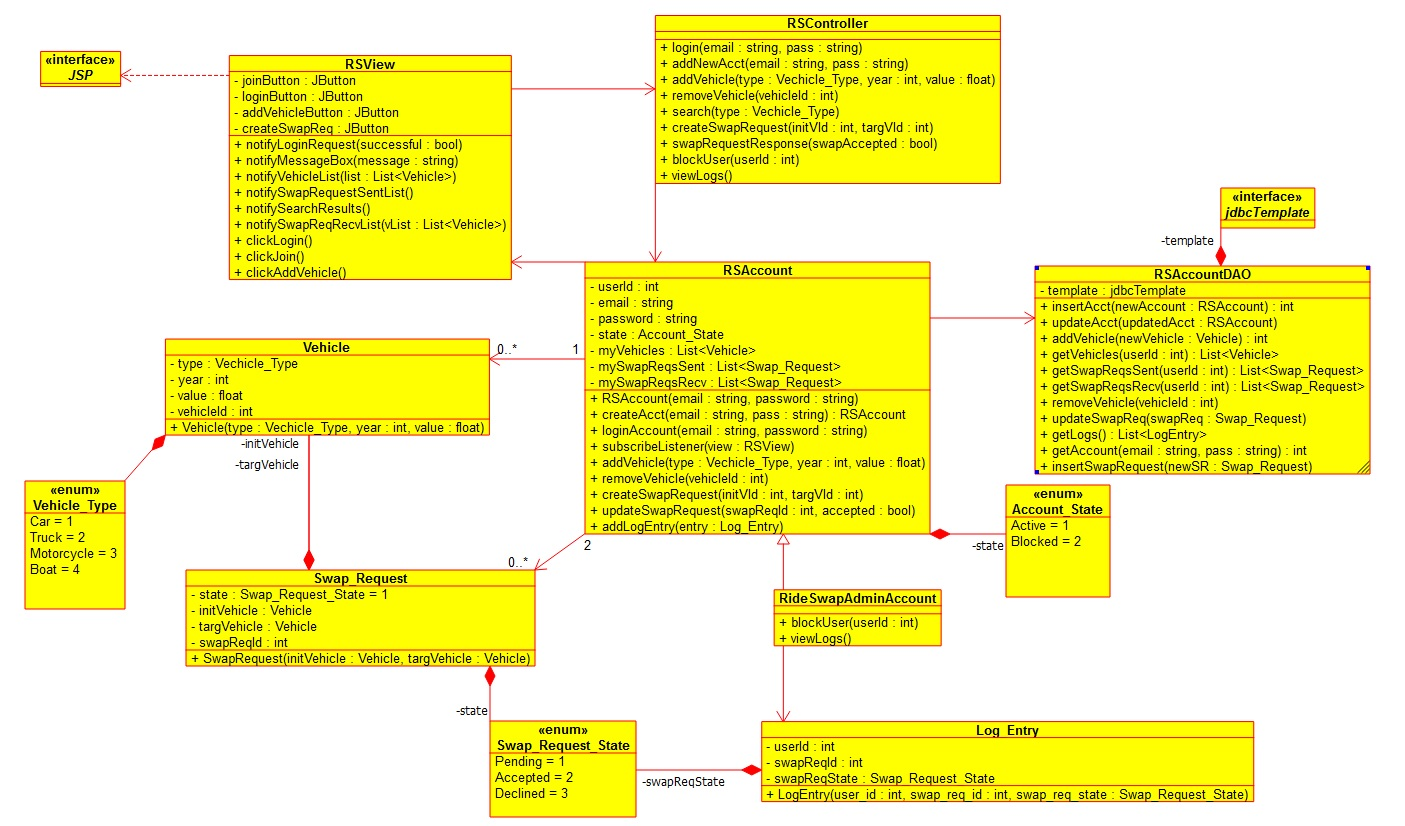 «interface»
JSP
RSView
- joinButton : JButton
- loginButton : JButton
- addVehicleButton : JButton
- createSwapReq : JButton
+ notifyLoginRequest(successful : bool)
+ notifyMessageBox(message : string)
+ notifyVehicleList(list : List<Vehicle>)
+ notifySwapRequestSentList()
+ notifySearchResults()
+ notifySwapReqRecvList(vList : List<Vehicle>)
+ clickLogin()
+ clickJoin()
+ clickAddVehicle()
RSController
+ login(email : string, pass : string)
+ addNewAcct(email : string, pass : string)
+ addVehicle(type : Vechicle_Type, year : int, value : float)
+ removeVehicle(vehicleId : int)
+ search(type : Vechicle_Type)
+ createSwapRequest(initVId : int, targVId : int)
+ swapRequestResponse(swapAccepted : bool)
+ blockUser(userId : int)
+ viewLogs()
«interface»
jdbcTemplate
-template
RSAccountDAO
- template : jdbcTemplate
+ insertAcct(newAccount : RSAccount) : int
+ updateAcct(updatedAcct : RSAccount)
+ addVehicle(newVehicle : Vehicle) : int
+ getVehicles(userId : int) : List<Vehicle>
+ getSwapReqsSent(userId : int) : List<Swap_Request>
+ getSwapReqsRecv(userId : int) : List<Swap_Request>
+ removeVehicle(vehicleId : int)
+ updateSwapReq(swapReq : Swap_Request)
+ getLogs() : List<LogEntry>
+ getAccount(email : string, pass : string) : int
+ insertSwapRequest(newSR : Swap_Request)
RSAccount
- userId : int
- email : string
- password : string
- state : Account_State
- myVehicles : List<Vehicle>
- mySwapReqsSent : List<Swap_Request>
- mySwapReqsRecv : List<Swap_Request>
+ RSAccount(email : string, password : string)
+ createAcct(email : string, pass : string) : RSAccount
+ loginAccount(email : string, password : string)
+ subscribeListener(view : RSView)
+ addVehicle(type : Vechicle_Type, year : int, value : float)
+ removeVehicle(vehicleId : int)
+ createSwapRequest(initVId : int, targVId : int)
+ updateSwapRequest(swapReqId : int, accepted : bool)
+ addLogEntry(entry : Log_Entry)
0..*
1
Vehicle
- type : Vechicle_Type
- year : int
- value : float
- vehicleId : int
+ Vehicle(type : Vechicle_Type, year : int, value : float)
-initVehicle
-targVehicle
«enum»
Vehicle_Type
Car = 1
Truck = 2
Motorcycle = 3
Boat = 4
«enum»
Account_State
Active = 1
Blocked = 2
-state
2
0..*
Swap_Request
- state : Swap_Request_State = 1
- initVehicle : Vehicle
- targVehicle : Vehicle
- swapReqId : int
+ SwapRequest(initVehicle : Vehicle, targVehicle : Vehicle)
RideSwapAdminAccount
+ blockUser(userId : int)
+ viewLogs()
-state
«enum»
Swap_Request_State
Pending = 1
Accepted = 2
Declined = 3
-swapReqState
Log_Entry
- userId : int
- swapReqId : int
- swapReqState : Swap_Request_State
+ LogEntry(user_id : int, swap_req_id : int, swap_req_state : Swap_Request_State)